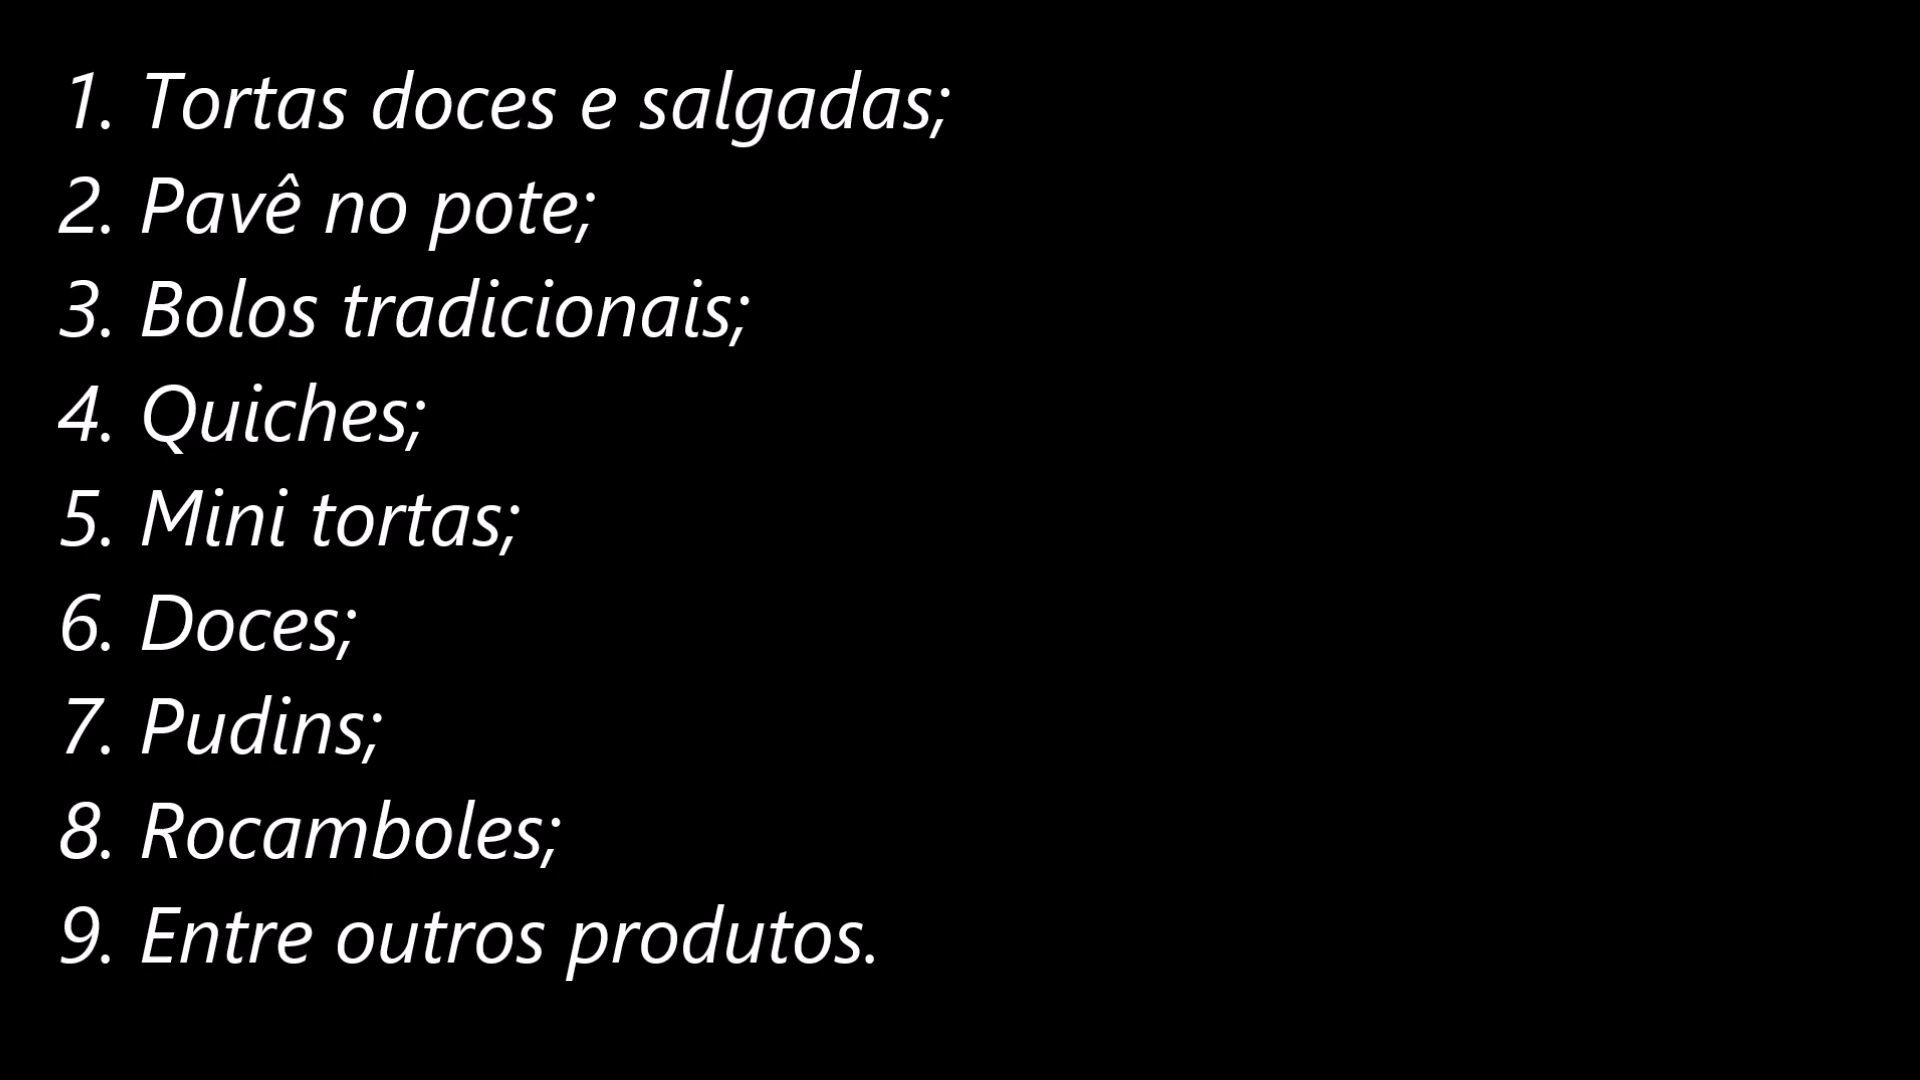 1. Tortas doces e salgadas;
2. Pavê no pote;
3. Bolos tradicionais;
4. Quiches;
5. Mini tortas;
6. Doces;
7. Pudins;
8. Rocamboles;
9. Entre outros produtos.